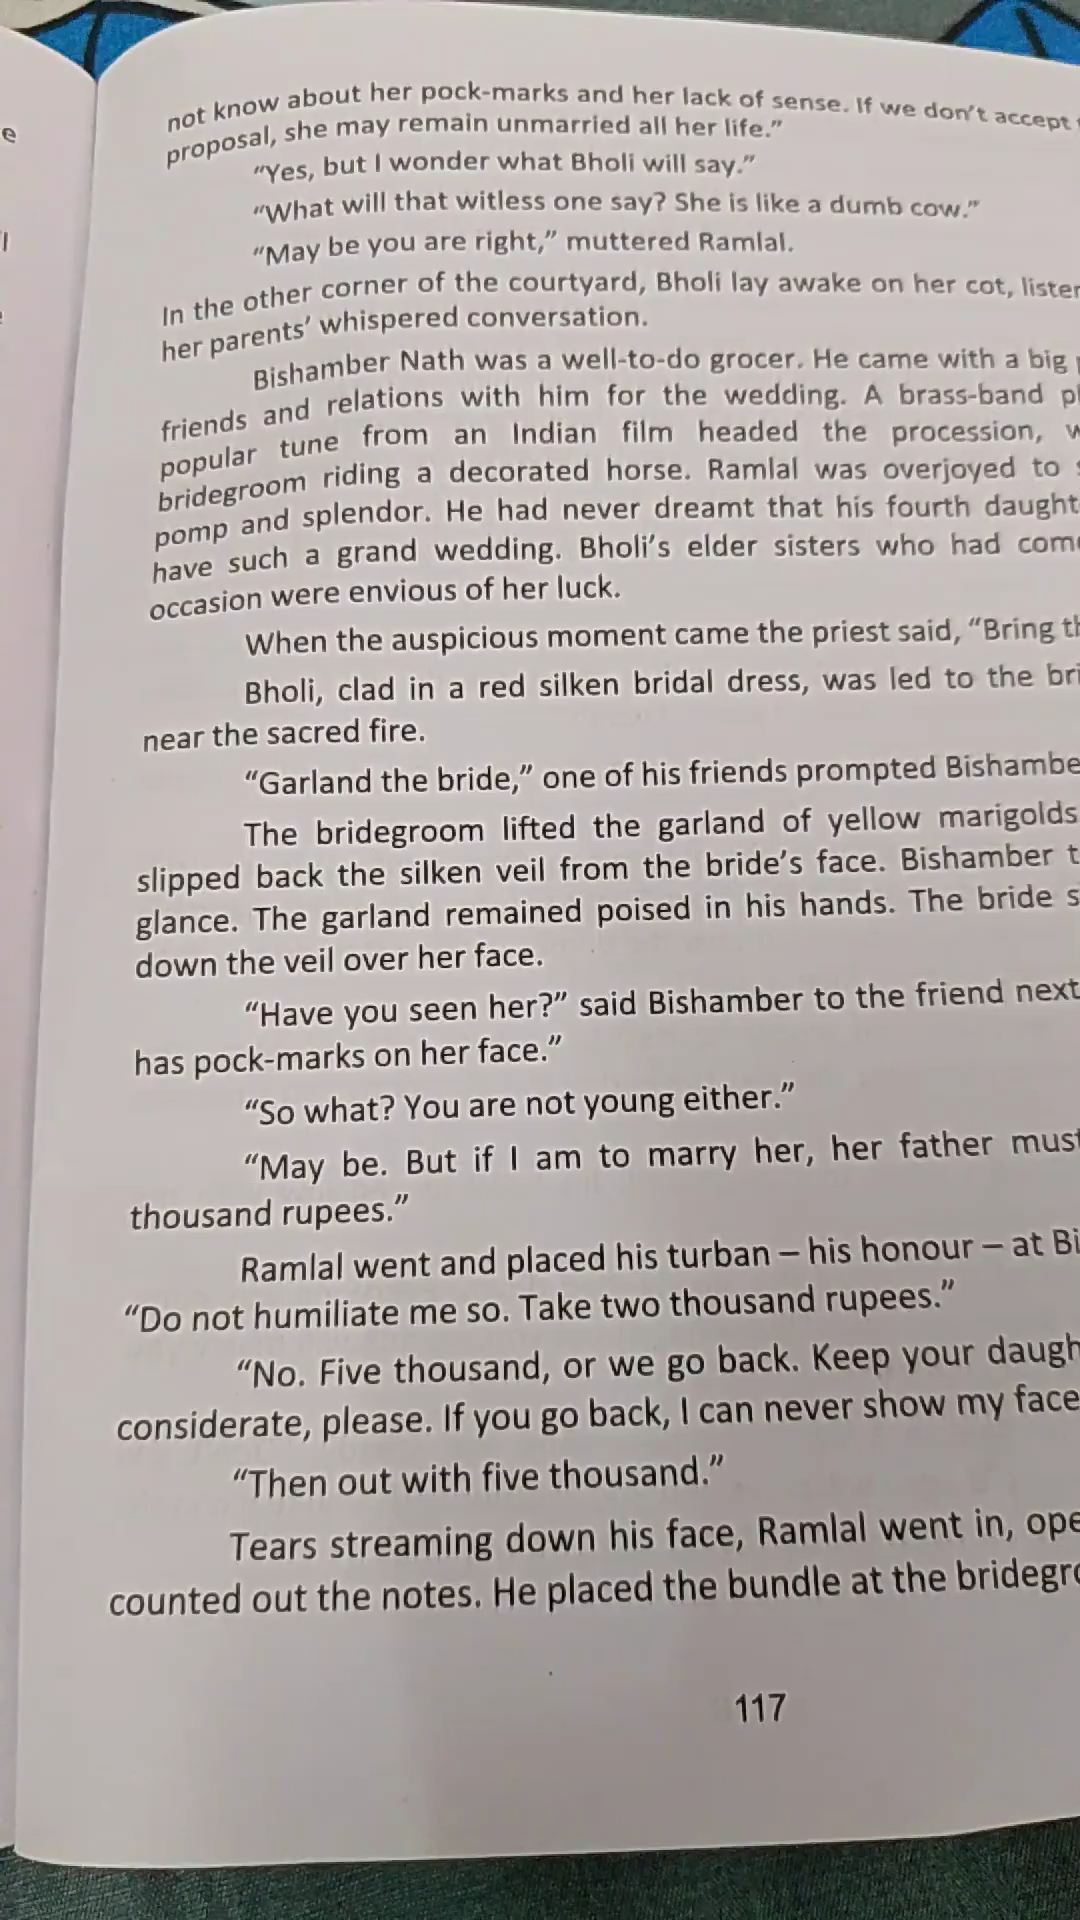 not know about her pock-marks and her lack of sense. If we don't accept
proposal, she may remain unmarried all her life."
"Yes, but I wonder what Bholi will say."
"What will that witless one say? She is like a dumb cow."
"May be you are right," muttered Ramlal.
In the other corner of the courtyard, Bholi lay awake on her cot,
her parents' whispered conversation.
Bishamber Nath was a well-to-do grocer. He came with a big
friends and relations with him for the wedding. A brass-band
popular tune from an Indian film headed the procession,
bridegroom riding a decorated horse. Ramlal was overjoyed to
pomp and splendor. He had never dreamt that his fourth
have such a grand wedding. Bholi's elder sisters who had
occasion were envious of her luck.
When the auspicious moment came the priest said, "Bring
Bholi, clad in a red silken bridal dress, was led to the
near the sacred fire.
"Garland the bride," one of his friends prompted
The bridegroom lifted the garland of yellow marigolds
slipped back the silken veil from the bride's face. Bishamber
glance. The garland remained poised in his hands. The bride
down the veil over her face.
"Have you seen her?" said Bishamber to the friend next
has pock-marks on her face."
"So what? You are not young either."
"May be. But if I am to marry her, her father must
thousand rupees."
Ramlal went and placed his turban – his honour – at
"Do not humiliate me so. Take two thousand rupees."
"No. Five thousand, or we go back. Keep your
considerate, please. If you go back, I can never show my face
"Then out with five thousand."
Tears streaming down his face, Ramlal went in,
counted out the notes. He placed the bundle at the
117